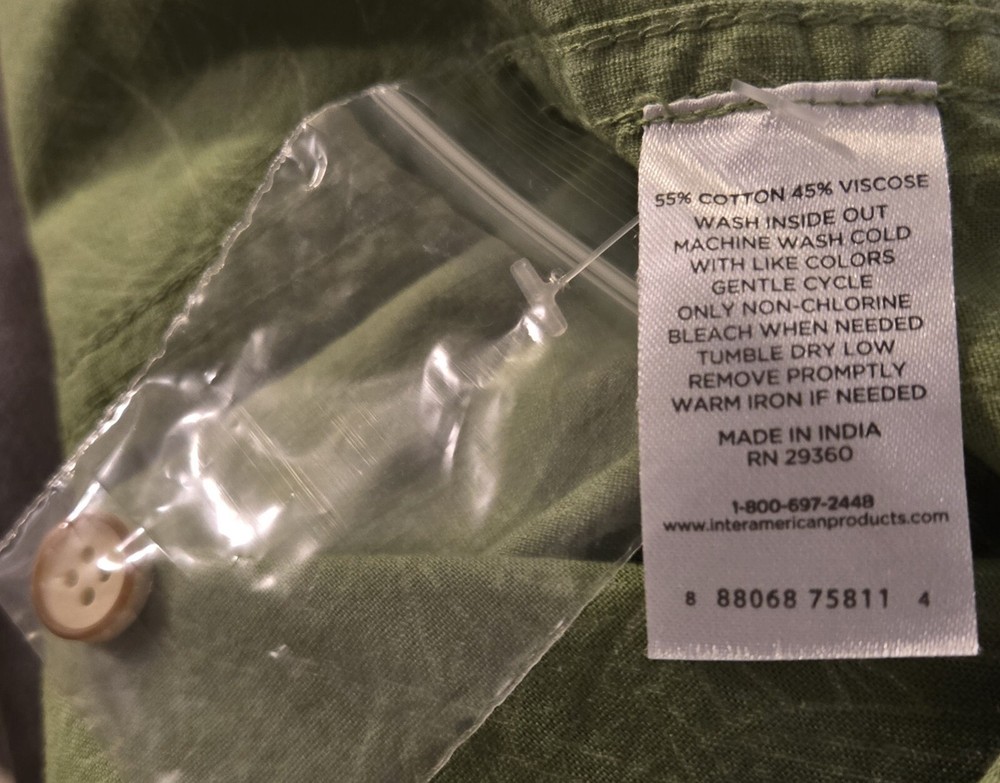 55% COTTON 45% VISCOSE
WASH INSIDE OUT
MACHINE WASH COLD
WITH LIKE COLORS
GENTLE CYCLE
ONLY NON-CHLORINE
BLEACH WHEN NEEDED
TUMBLE DRY LOW
REMOVE PROMPTLY
WARM IRON IF NEEDED
MADE IN INDIA
RN 29360
1-800-697-2448
www.interamericanproducts.com
8 88068 75811 4